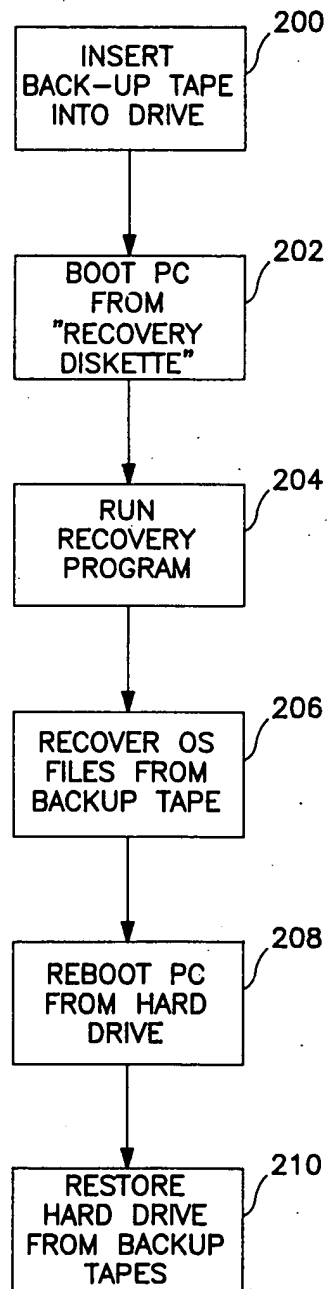 200
INSERT
BACK-UP TAPE
INTO DRIVE
202
BOOT PC
FROM
"RECOVERY
DISKETTE"
204
RUN
RECOVERY
PROGRAM
206
RECOVER OS
FILES FROM
BACKUP TAPE
208
REBOOT PC
FROM HARD
DRIVE
210
RESTORE
HARD DRIVE
FROM BACKUP
TAPES